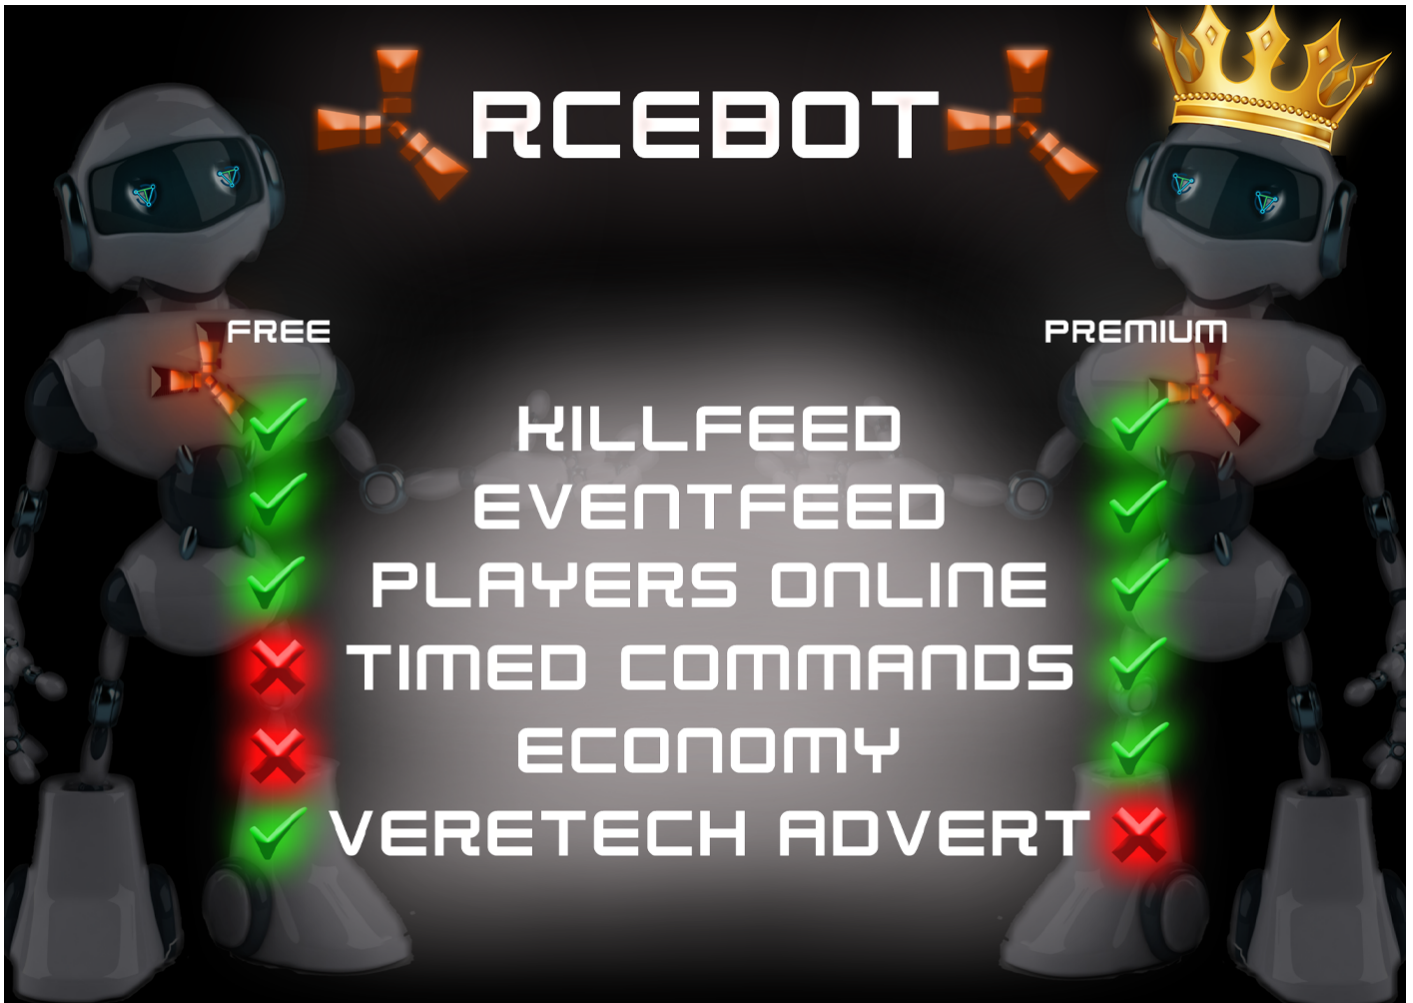 RCEBOT
FREE
PREMIUM
KILLFEED
EVENTFEED
PLAYERS ONLINE
TIMED COMMANDS
ECONOMY
VERETECH ADVERT